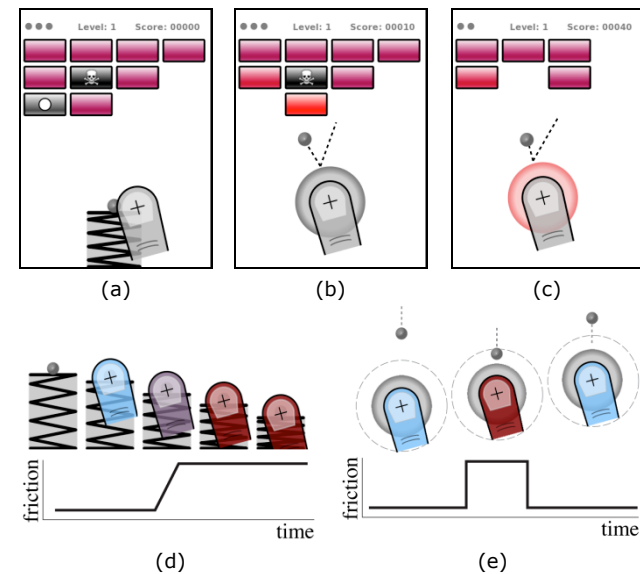 Level: 1 Score: 00000
Level: 1 Score: 00010
Level: 1 Score: 00040
(a)
(b)
(c)
friction
time
(d)
friction
time
(e)